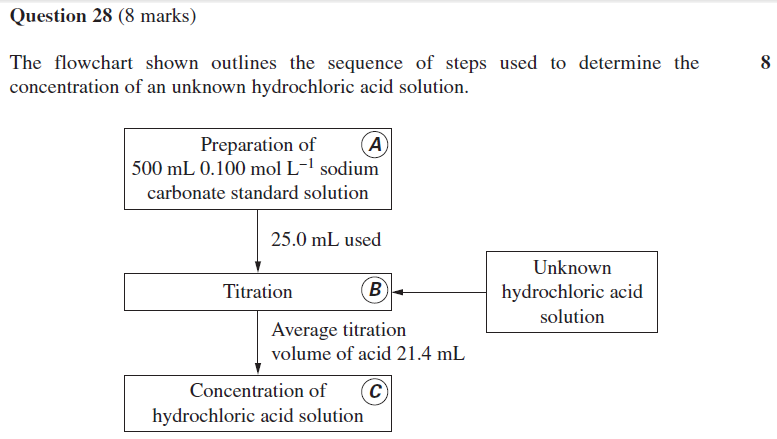 Question 28 (8 marks)
The flowchart shown outlines the sequence of steps used to determine the 8
concentration of an unknown hydrochloric acid solution.
Preparation of A
500 mL 0.100 mol L⁻¹ sodium
carbonate standard solution
25.0 mL used
Titration B
Unknown
hydrochloric acid
solution
Average titration
volume of acid 21.4 mL
Concentration of C
hydrochloric acid solution